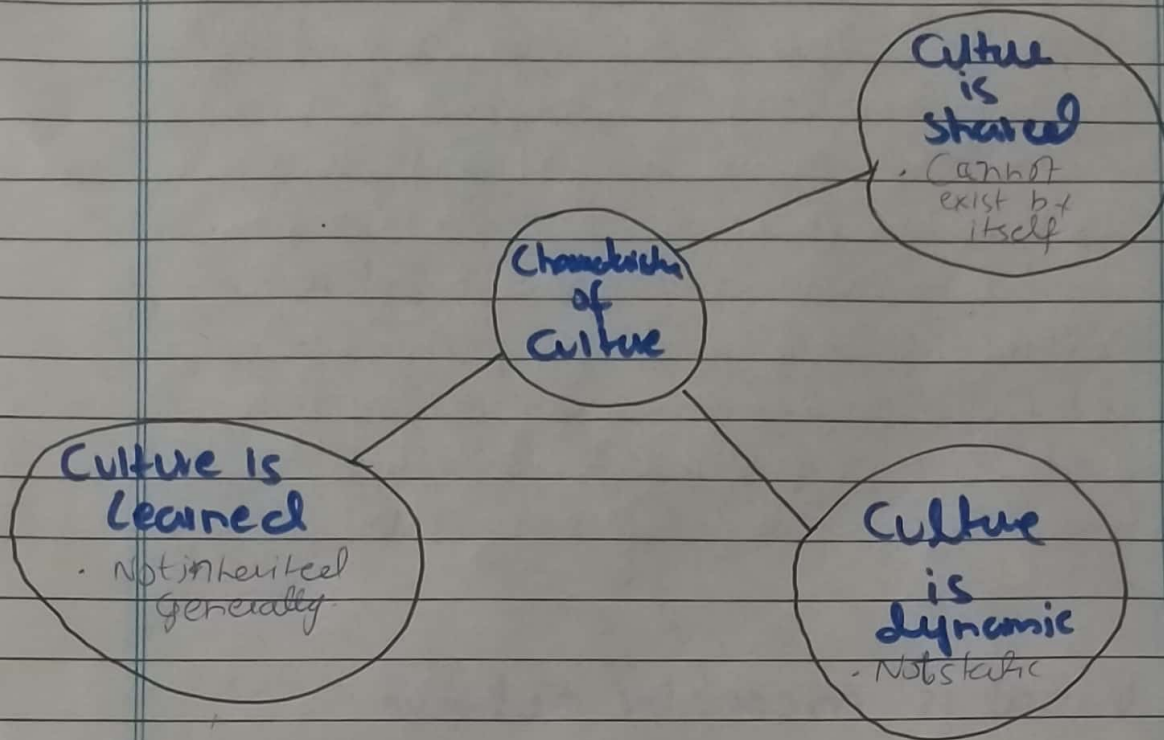 Culture
is
shared
. Cannot
exist by
itself
Characteristics
of
Culture
Culture is
learned
. Not inherited
generally.
Culture
is
dynamic
. Not static